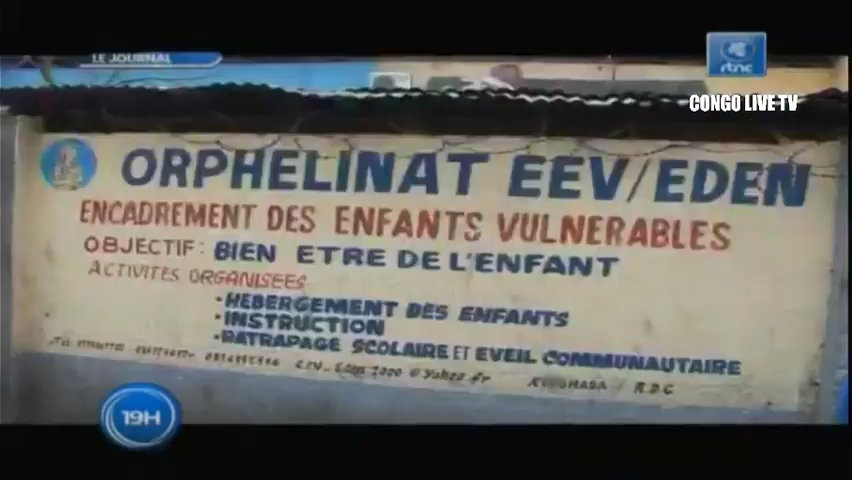 LE JOURNAL
rtnc
CONGO LIVE TV
ORPHELINAT EEV/EDEN
ENCADREMENT DES ENFANTS VULNERABLES
OBJECTIF: BIEN ETRE DE L'ENFANT
ACTIVITES ORGANISEES
•HEBERGEMENT DES ENFANTS
•INSTRUCTION
•RATRAPAGE SCOLAIRE ET EVEIL COMMUNAUTAIRE
KINSHASA / R.D.C
19H